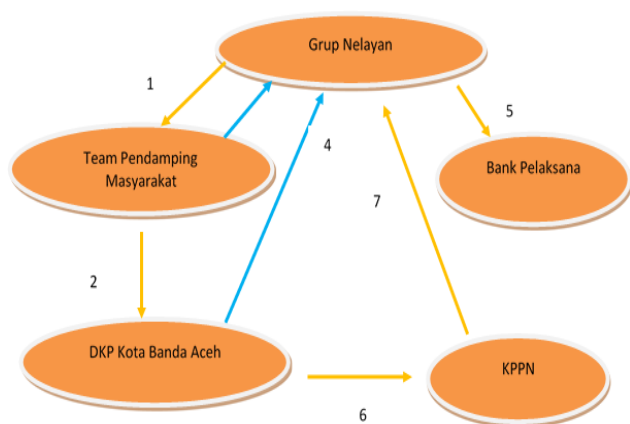 Grup Nelayan
1
5
4
Team Pendamping
Masyarakat
Bank Pelaksana
7
2
DKP Kota Banda Aceh
KPPN
6